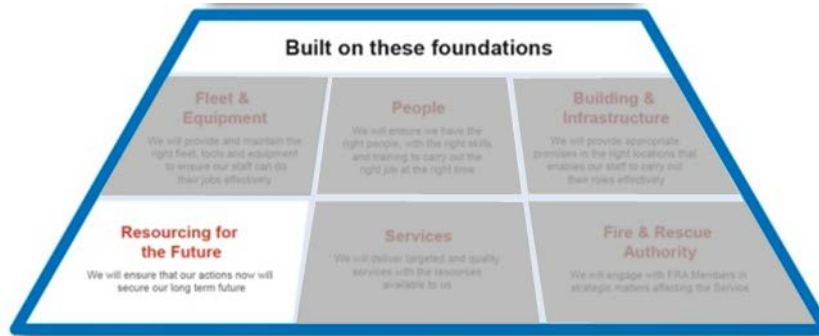 Built on these foundations
Fleet &
Equipment
We will provide and maintain the
right fleet, tools and equipment
to ensure our staff can do
their jobs effectively
People
We will ensure we have the
right people, with the right skills
and training to carry out the
right job at the right time
Building &
Infrastructure
We will provide appropriate
premises in the right locations that
enables our staff to carry out
their roles effectively
Resourcing for
the Future
We will ensure that our actions now will
secure our long term future
Services
We will deliver targeted and quality
services with the resources
available to us
Fire & Rescue
Authority
We will engage with FRA Members in
strategic matters affecting the Service